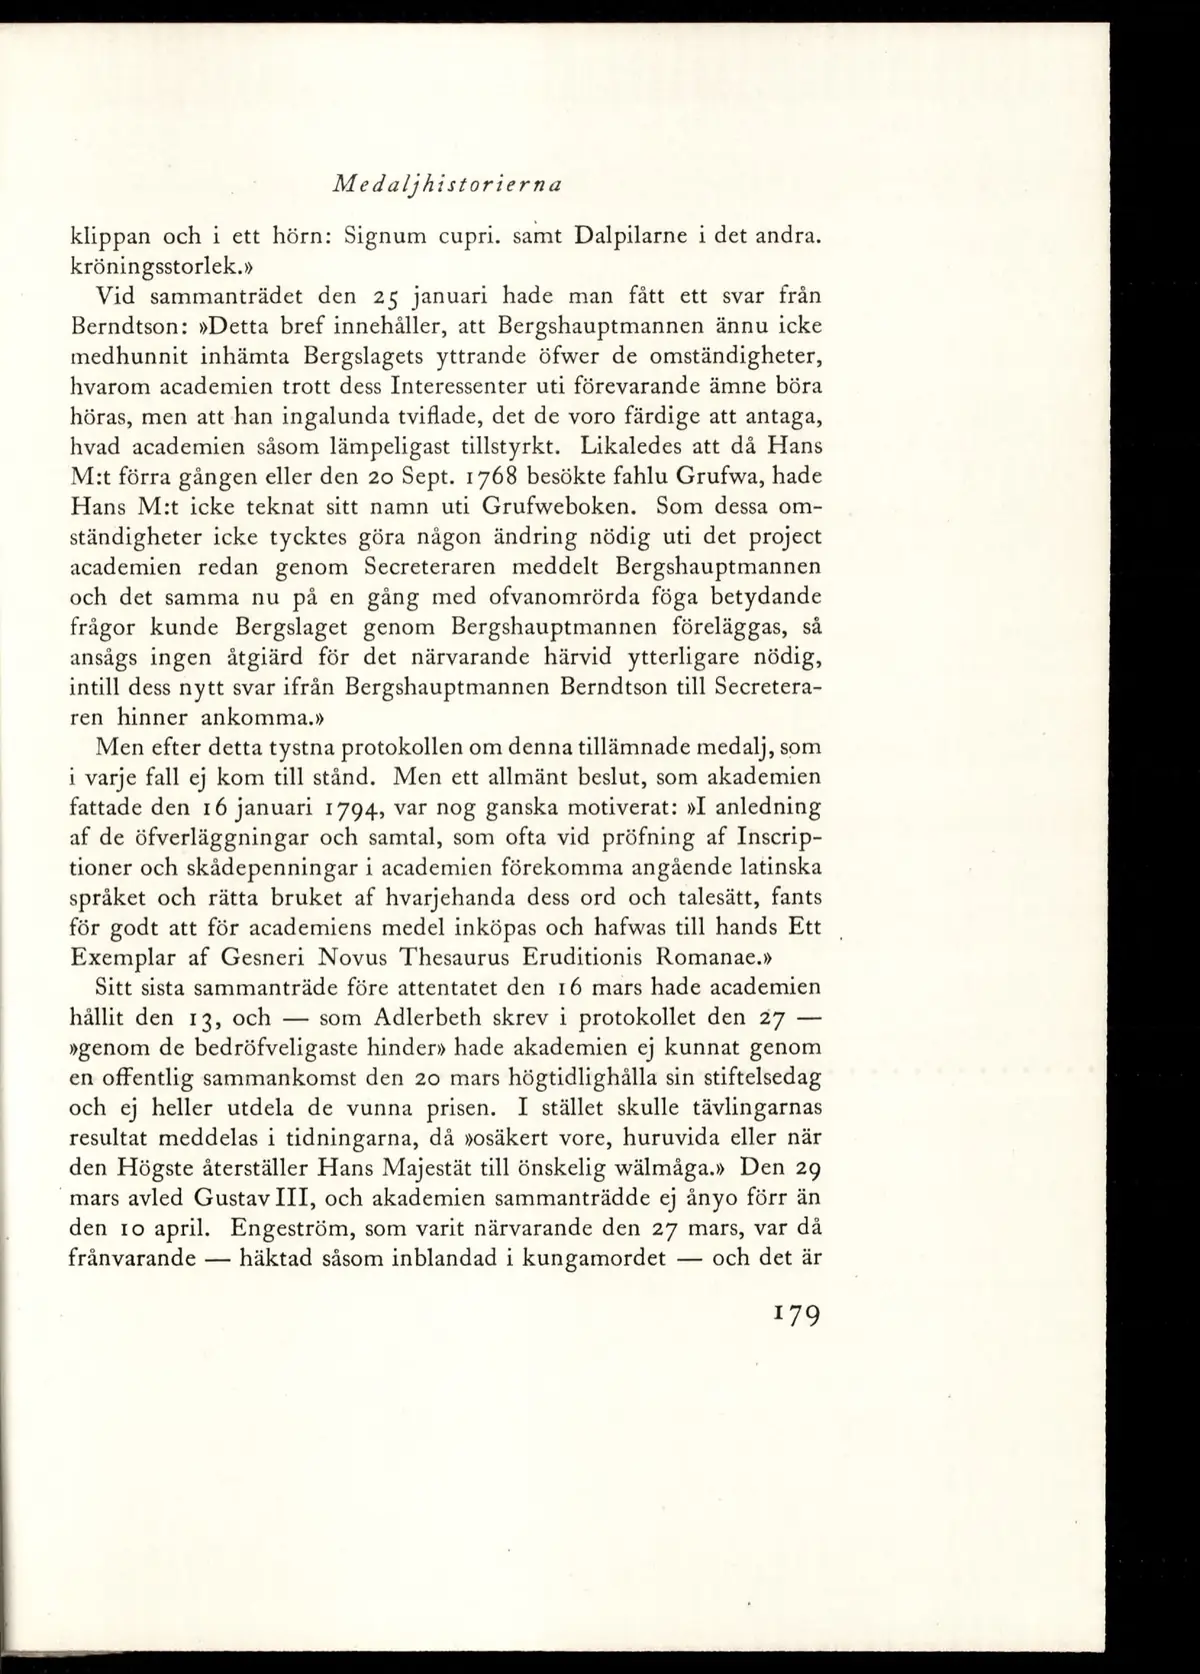 Medaljhistorierna
klippan och i ett hörn: Signum cupri. samt Dalpilarne i det andra.
kröningsstorlek.»
Vid sammanträdet den 25 januari hade man fått ett svar från
Berndtson: »Detta bref innehåller, att Bergshauptmannen ännu icke
medhunnit inhämta Bergslagets yttrande öfwer de omständigheter,
hvarom academien trott dess Interessenter uti förevarande ämne böra
höras, men att han ingalunda tviflade, det de voro färdige att antaga,
hvad academien såsom lämpeligast tillstyrkt. Likaledes att då Hans
M:t förra gången eller den 20 Sept. 1768 besökte fahlu Grufwa, hade
Hans M:t icke teknat sitt namn uti Grufweboken. Som dessa om-
ständigheter icke tycktes göra någon ändring nödig uti det project
academien redan genom Secreteraren meddelt Bergshauptmannen
och det samma nu på en gång med ofvanomrörda föga betydande
frågor kunde Bergslaget genom Bergshauptmannen föreläggas, så
ansågs ingen åtgiärd för det närvarande härvid ytterligare nödig,
intill dess nytt svar ifrån Bergshauptmannen Berndtson till Secretera-
ren hinner ankomma.»
Men efter detta tystna protokollen om denna tillämnade medalj, som
i varje fall ej kom till stånd. Men ett allmänt beslut, som akademien
fattade den 16 januari 1794, var nog ganska motiverat: »I anledning
af de öfverläggningar och samtal, som ofta vid pröfning af Inscrip-
tioner och skådepenningar i academien förekomma angående latinska
språket och rätta bruket af hvarjehanda dess ord och talesätt, fants
för godt att för academiens medel inköpas och hafwas till hands Ett
Exemplar af Gesneri Novus Thesaurus Eruditionis Romanae.»
Sitt sista sammanträde före attentatet den 16 mars hade academien
hållit den 13, och — som Adlerbeth skrev i protokollet den 27 —
»genom de bedröfveligaste hinder» hade akademien ej kunnat genom
en offentlig sammankomst den 20 mars högtidlighålla sin stiftelsedag
och ej heller utdela de vunna prisen. I stället skulle tävlingarnas
resultat meddelas i tidningarna, då »osäkert vore, huruvida eller när
den Högste återställer Hans Majestät till önskelig wälmåga.» Den 29
mars avled Gustav III, och akademien sammanträdde ej ånyo förr än
den 10 april. Engeström, som varit närvarande den 27 mars, var då
frånvarande — häktad såsom inblandad i kungamordet — och det är
179